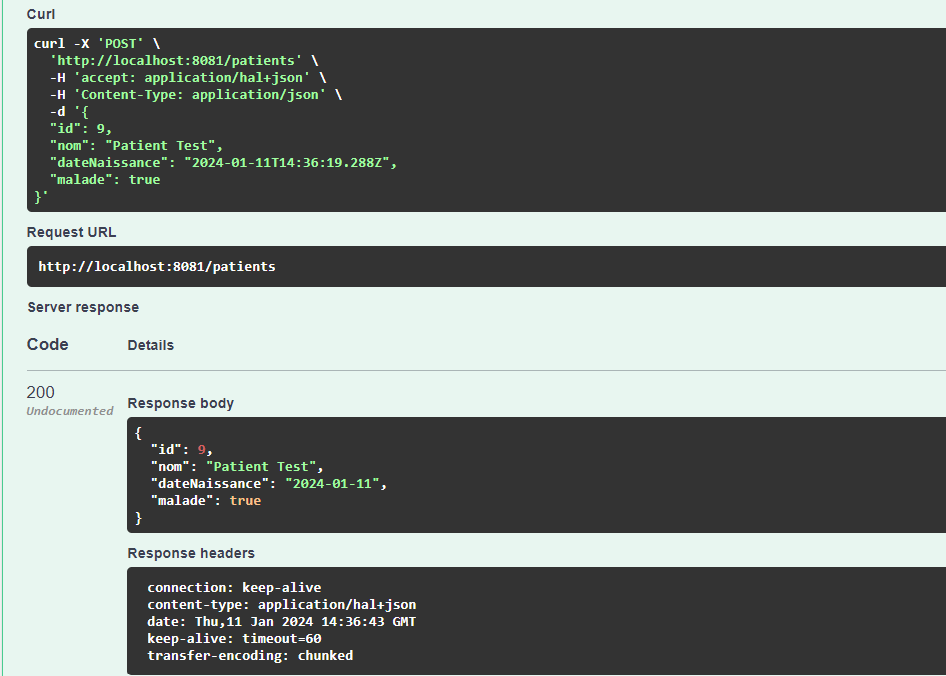 Curl
curl -X 'POST' \
'http://localhost:8081/patients' \
-H 'accept: application/hal+json' \
-H 'Content-Type: application/json' \
-d '{
"id": 9,
"nom": "Patient Test",
"dateNaissance": "2024-01-11T14:36:19.288Z",
"malade": true
}'
Request URL
http://localhost:8081/patients
Server response
Code Details
200
Undocumented
Response body
{
"id": 9,
"nom": "Patient Test",
"dateNaissance": "2024-01-11",
"malade": true
}
Response headers
connection: keep-alive
content-type: application/hal+json
date: Thu,11 Jan 2024 14:36:43 GMT
keep-alive: timeout=60
transfer-encoding: chunked